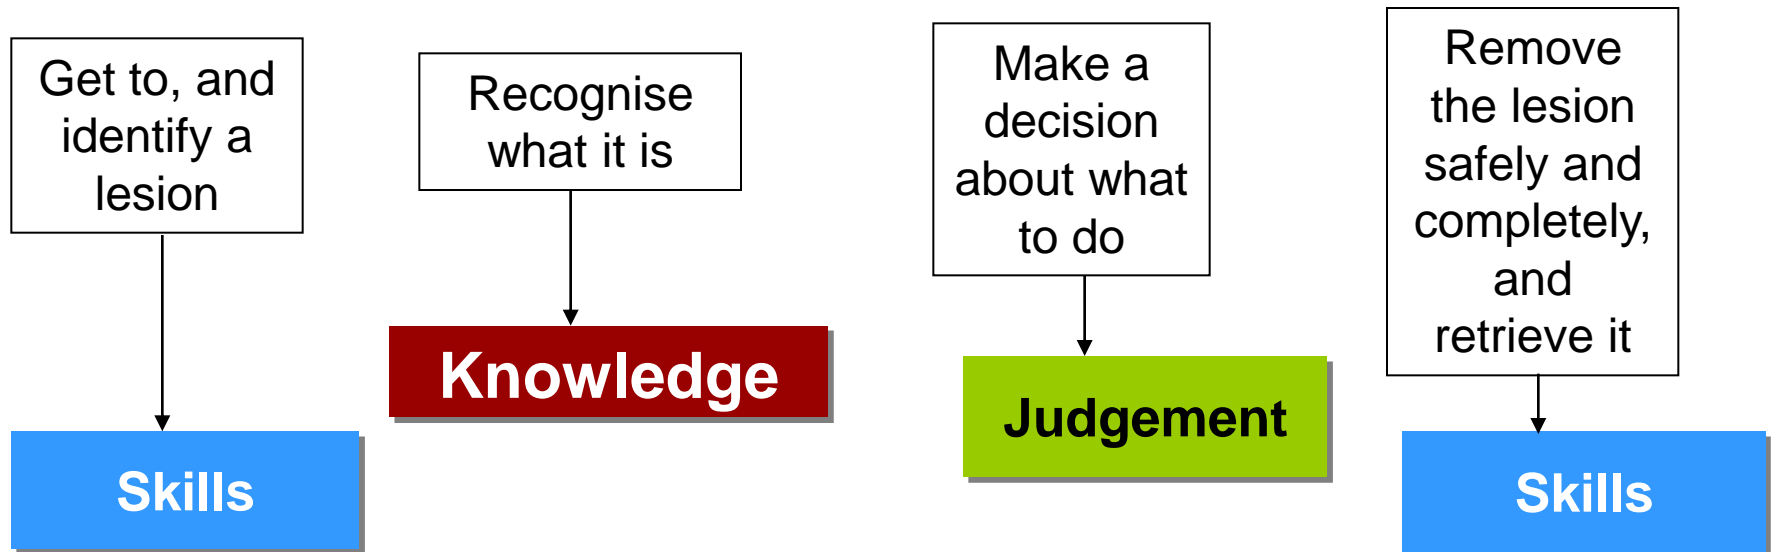 Get to, and
identify a
lesion
Recognise
what it is
Make a
decision
about what
to do
Remove
the lesion
safely and
completely,
and
retrieve it
Knowledge
Judgement
Skills
Skills